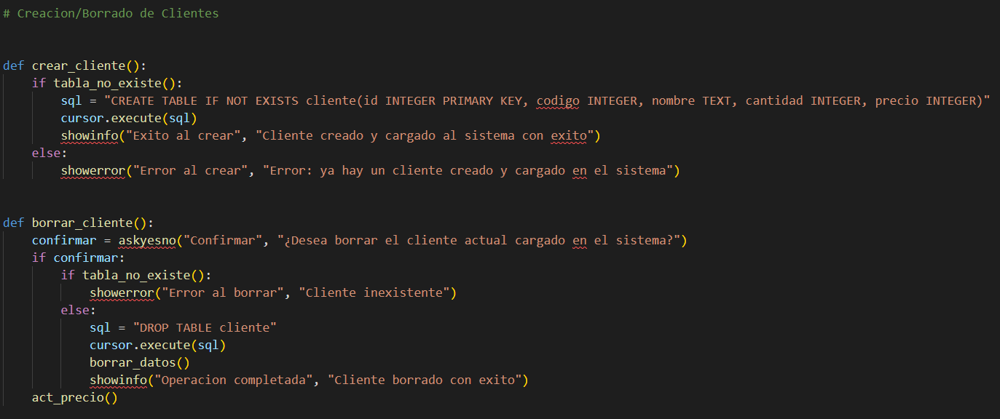 # Creacion/Borrado de Clientes
def crear_cliente():
if tabla_no_existe():
sql = "CREATE TABLE IF NOT EXISTS cliente(id INTEGER PRIMARY KEY, codigo INTEGER, nombre TEXT, cantidad INTEGER, precio INTEGER)"
cursor.execute(sql)
showinfo("Exito al crear", "Cliente creado y cargado al sistema con exito")
else:
showerror("Error al crear", "Error: ya hay un cliente creado y cargado en el sistema")
def borrar_cliente():
confirmar = askyesno("Confirmar", "¿Desea borrar el cliente actual cargado en el sistema?")
if confirmar:
if tabla_no_existe():
showerror("Error al borrar", "Cliente inexistente")
else:
sql = "DROP TABLE cliente"
cursor.execute(sql)
borrar_datos()
showinfo("Operacion completada", "Cliente borrado con exito")
act_precio()